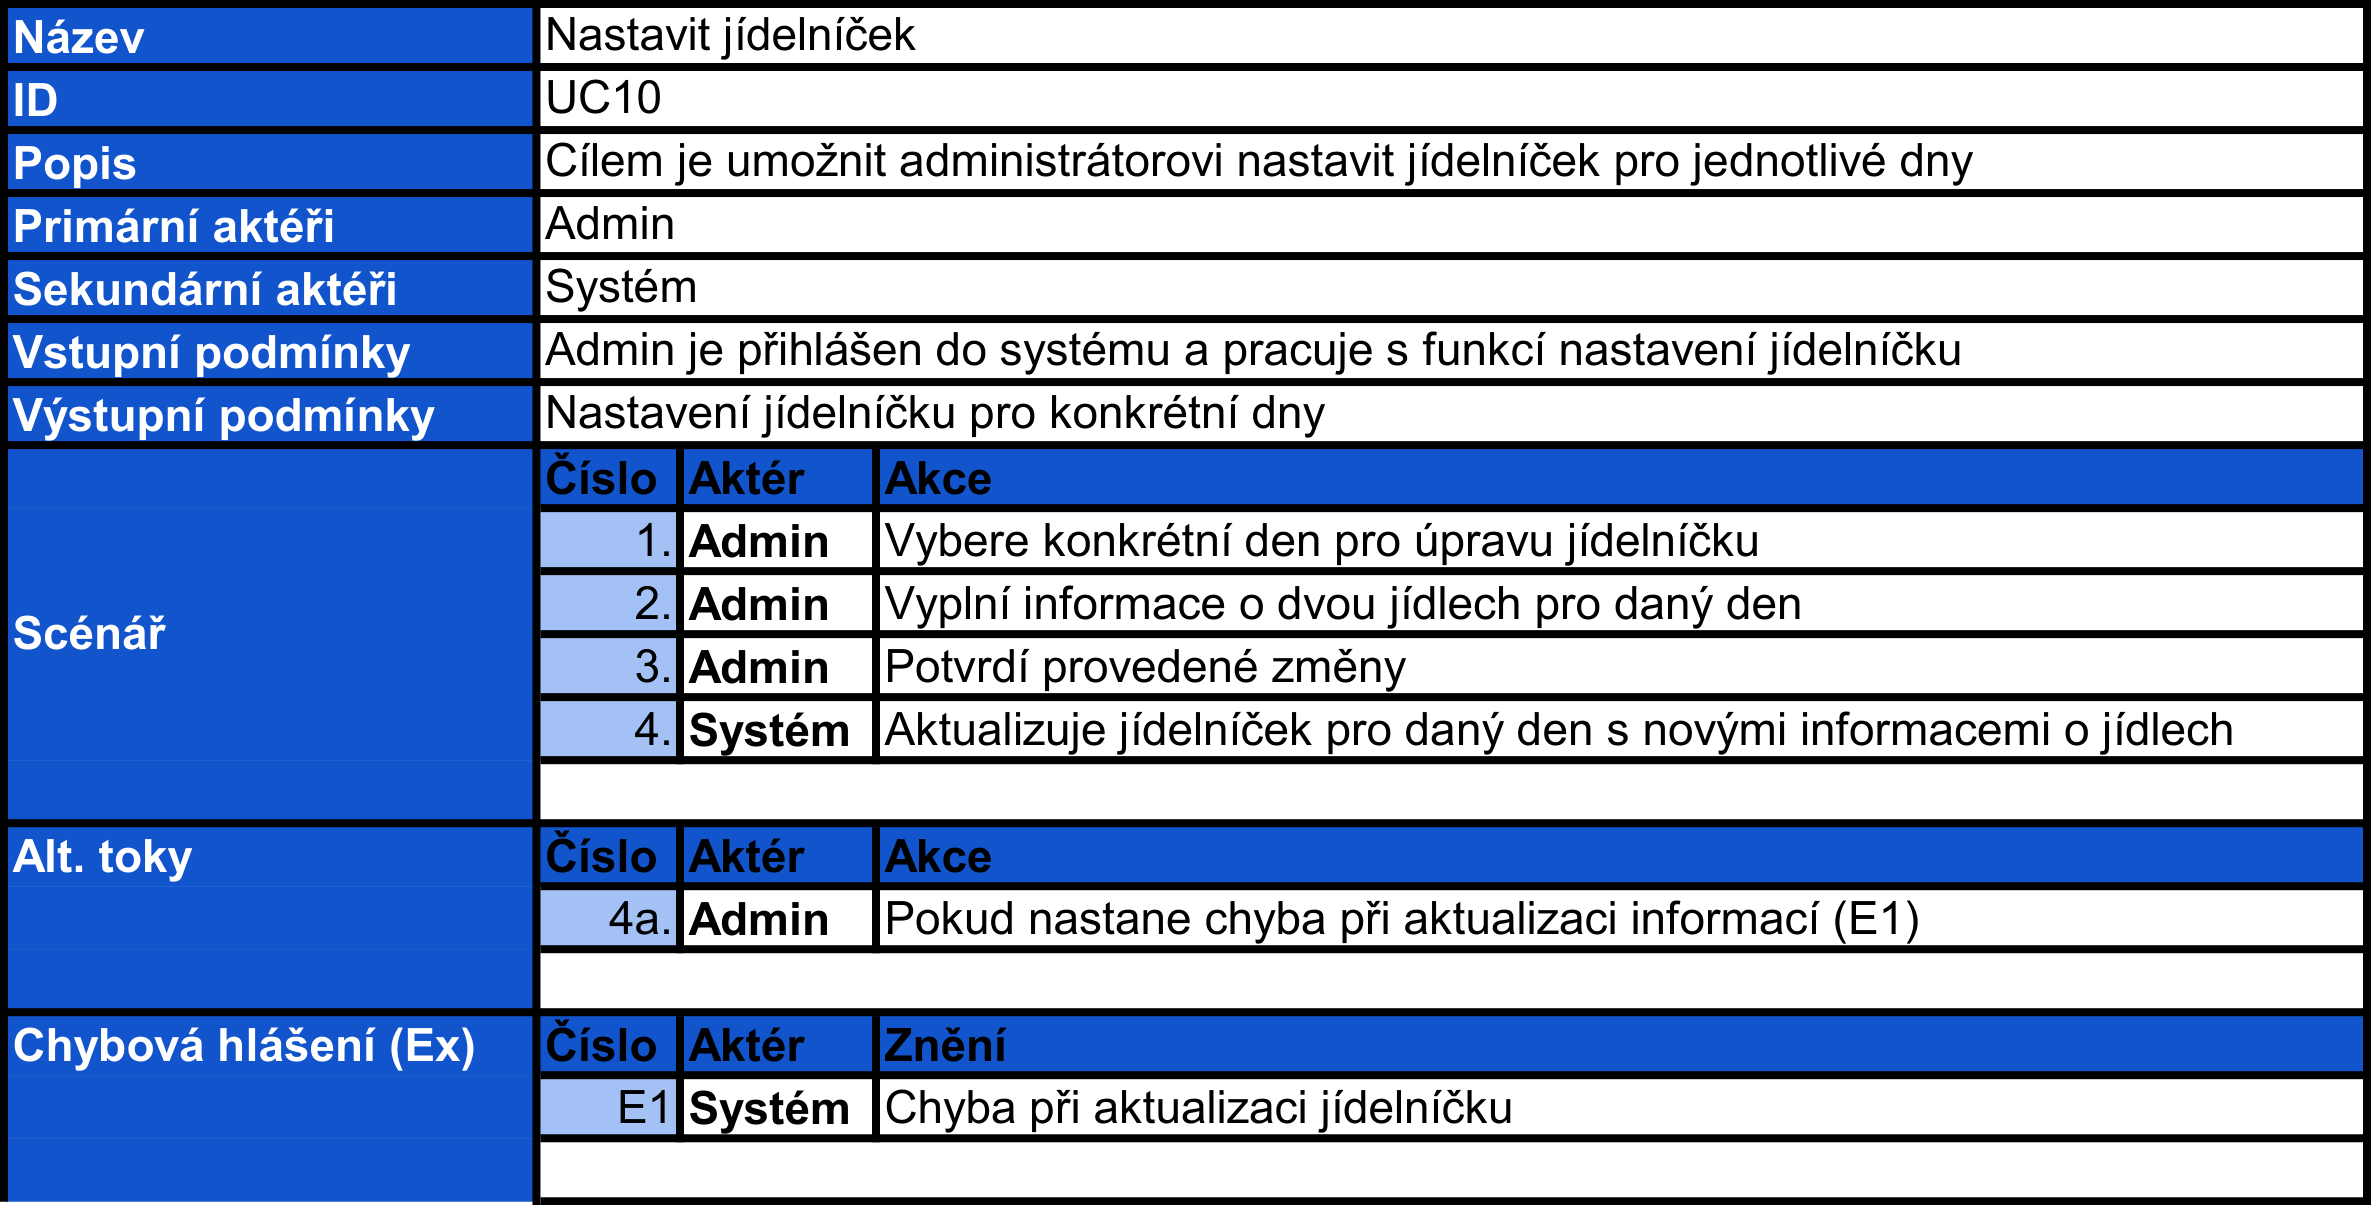 Název Nastavit jídelníček
ID UC10
Popis Cílem je umožnit administrátorovi nastavit jídelníček pro jednotlivé dny
Primární aktéři Admin
Sekundární aktéři Systém
Vstupní podmínky Admin je přihlášen do systému a pracuje s funkcí nastavení jídelníčku
Výstupní podmínky Nastavení jídelníčku pro konkrétní dny
Scénář
Číslo Aktér Akce
1. Admin Vybere konkrétní den pro úpravu jídelníčku
2. Admin Vyplní informace o dvou jídlech pro daný den
3. Admin Potvrdí provedené změny
4. Systém Aktualizuje jídelníček pro daný den s novými informacemi o jídlech
Alt. toky Číslo Aktér Akce
4a. Admin Pokud nastane chyba při aktualizaci informací (E1)
Chybová hlášení (Ex) Číslo Aktér Znění
E1 Systém Chyba při aktualizaci jídelníčku